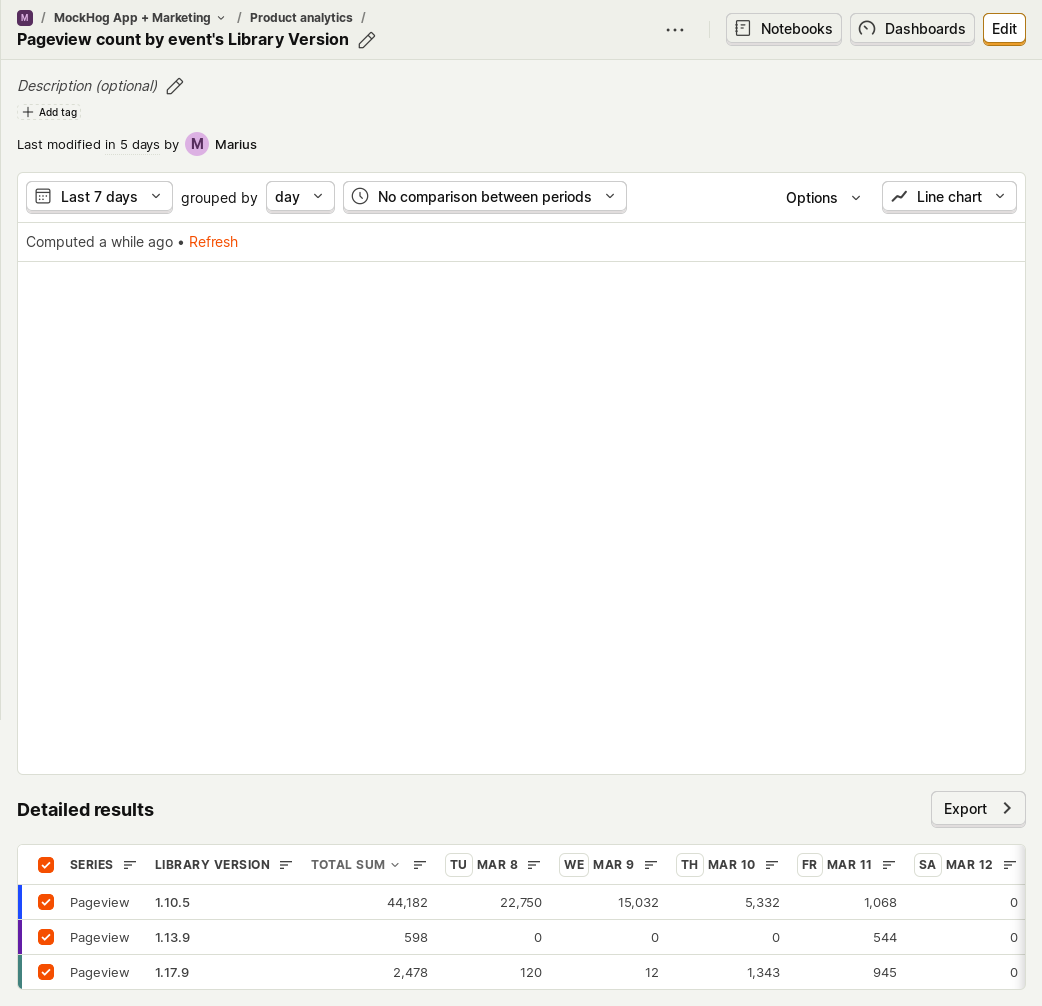 M / MockHog App + Marketing / Product analytics /
Pageview count by event's Library Version
Notebooks Dashboards Edit
Description (optional)
Add tag
Last modified in 5 days by M Marius
Last 7 days grouped by day No comparison between periods Options Line chart
Computed a while ago • Refresh
Detailed results
Export
SERIES LIBRARY VERSION TOTAL SUM TU MAR 8 WE MAR 9 TH MAR 10 FR MAR 11 SA MAR 12
Pageview 1.10.5 44,182 22,750 15,032 5,332 1,068 0
Pageview 1.13.9 598 0 0 0 544 0
Pageview 1.17.9 2,478 120 12 1,343 945 0